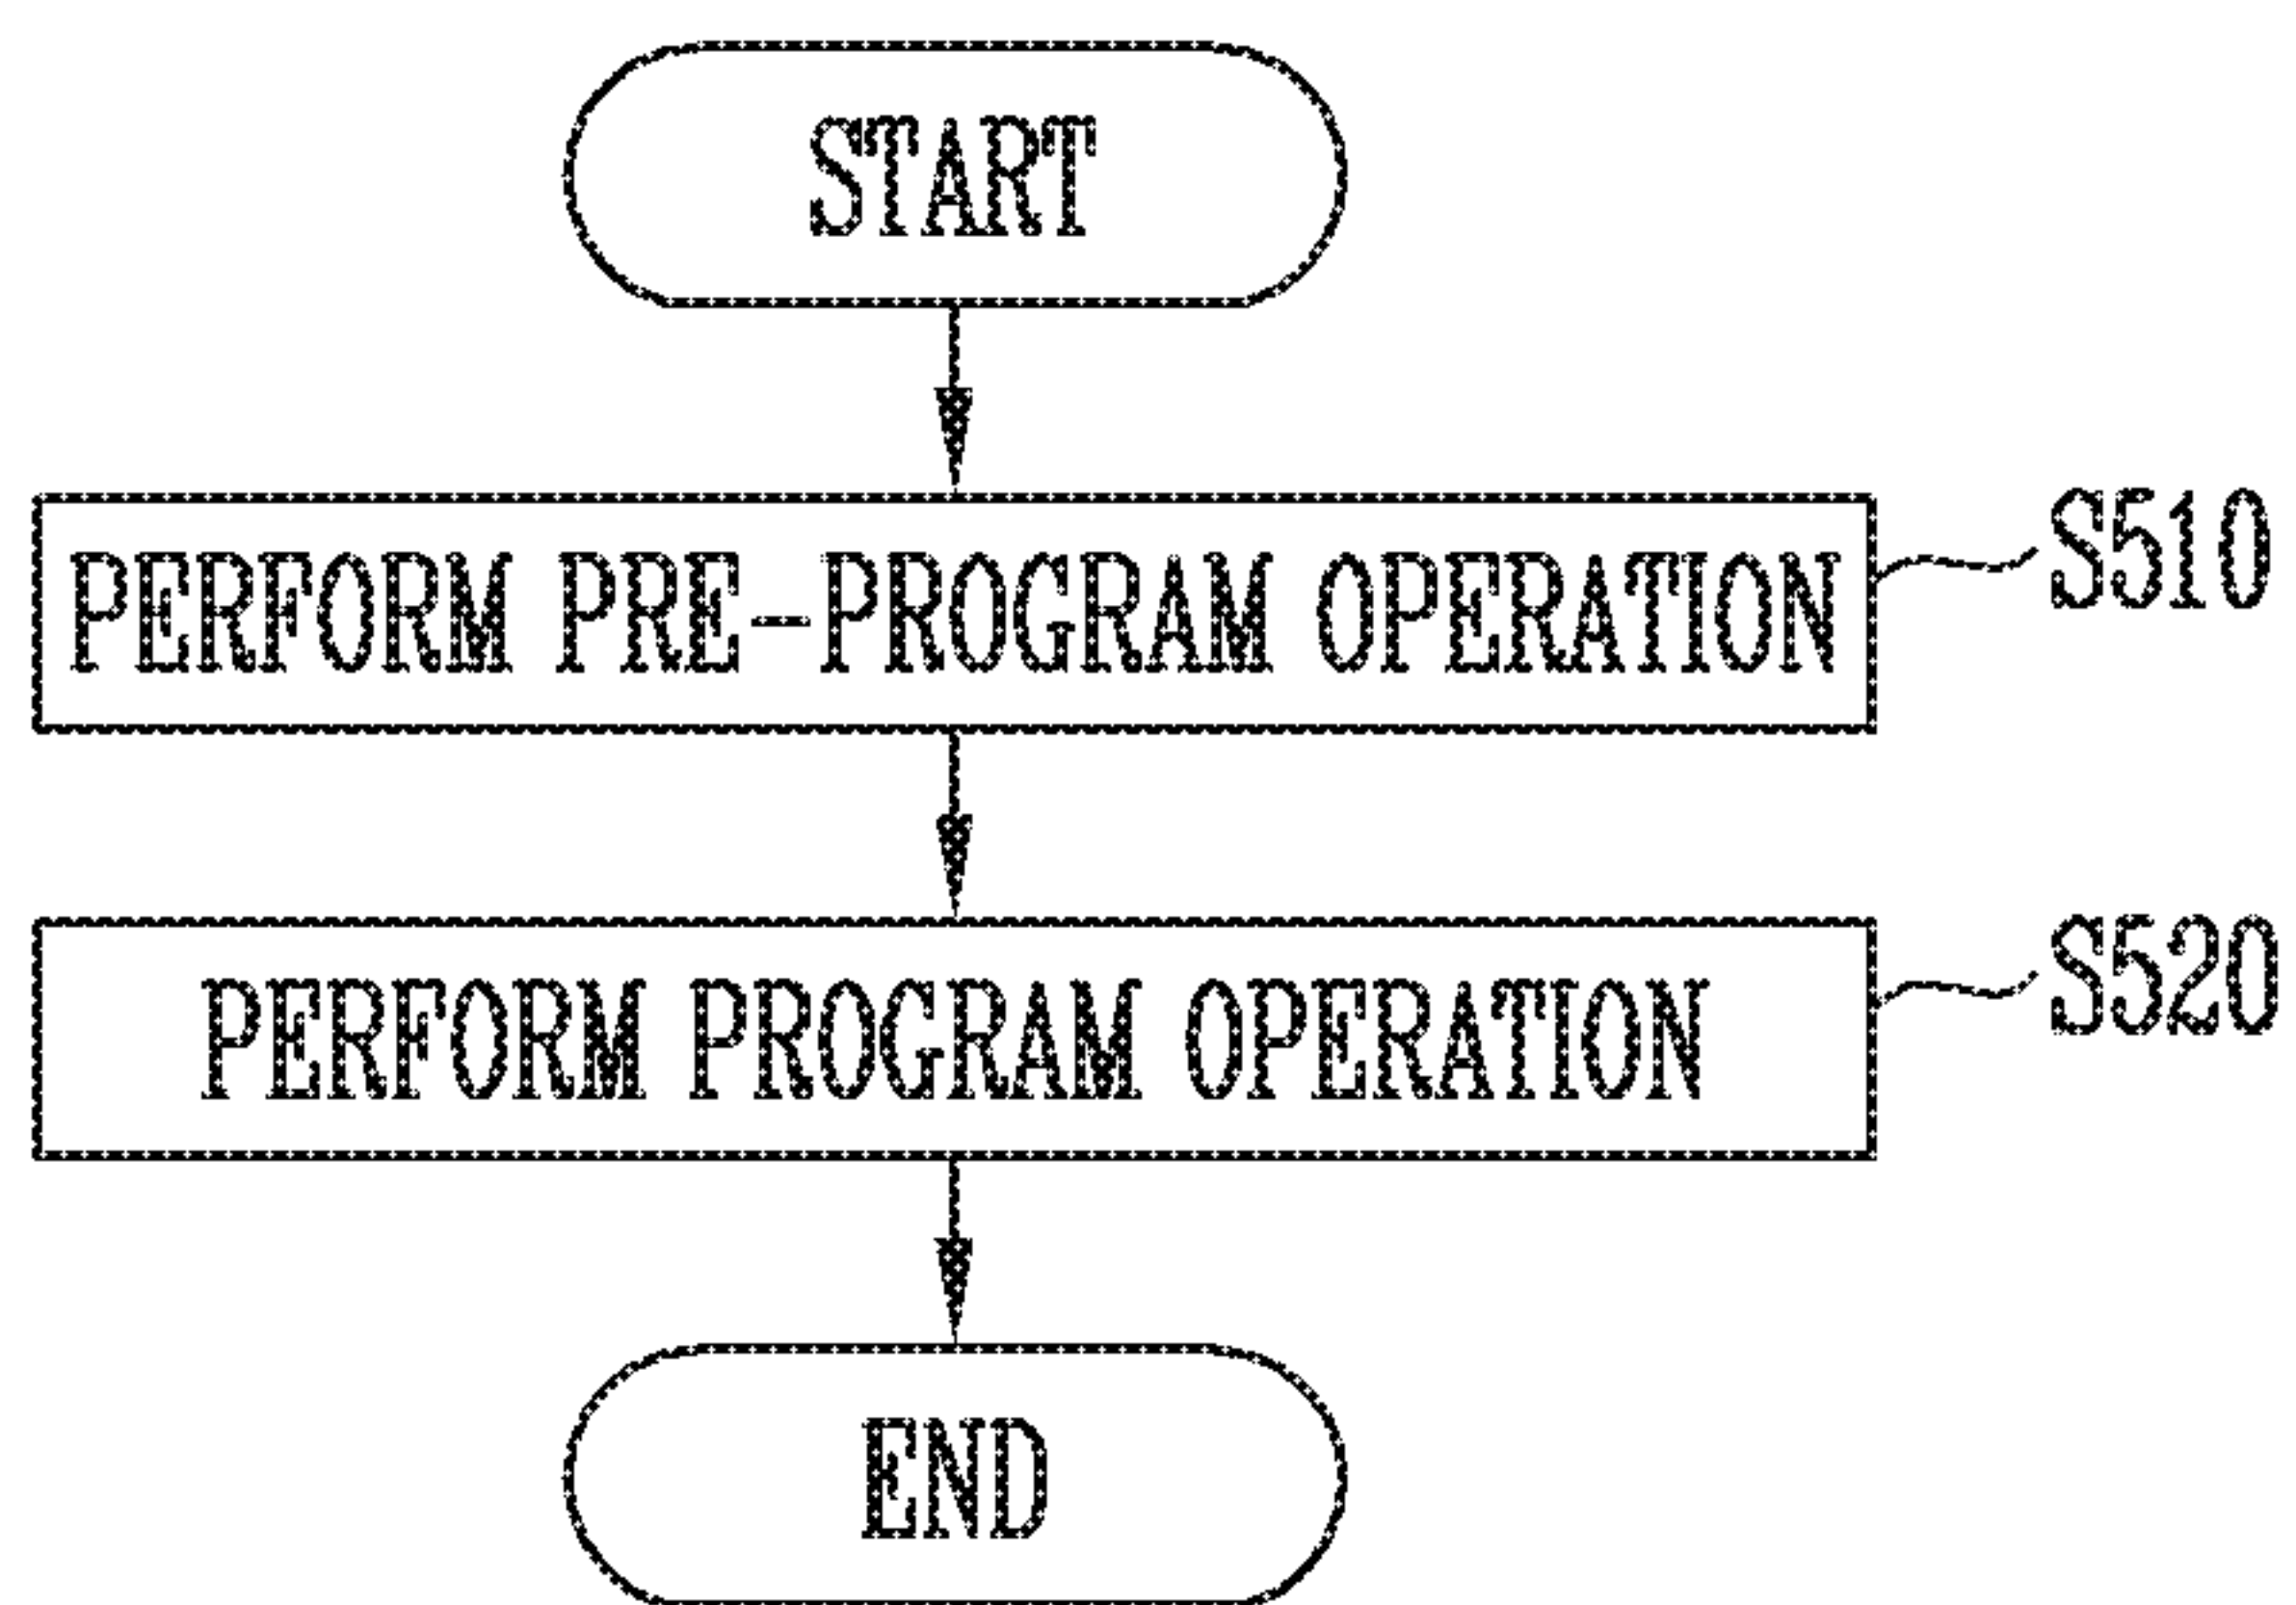 START
PERFORM PRE-PROGRAM OPERATION
S510
PERFORM PROGRAM OPERATION
S520
END